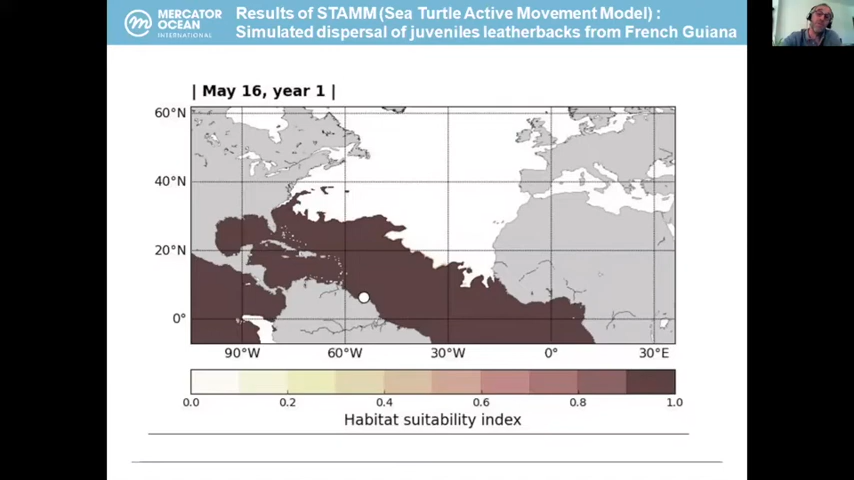 MERCATOR
OCEAN
INTERNATIONAL
Results of STAMM (Sea Turtle Active Movement Model) :
Simulated dispersal of juveniles leatherbacks from French Guiana
| May 16, year 1 |
60°N
40°N
20°N
0°
90°W 60°W 30°W 0° 30°E
0.0 0.2 0.4 0.6 0.8 1.0
Habitat suitability index